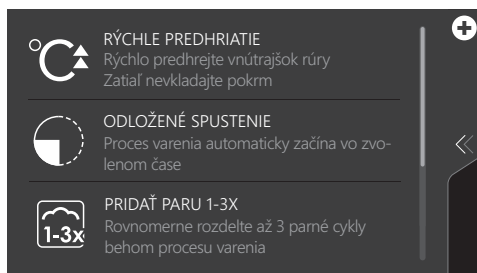 RÝCHLE PREDHRIATIE
Rýchlo predhrejte vnútrajšok rúry
Zatiaľ nevkladajte pokrm
ODLOŽENÉ SPUSTENIE
Proces varenia automaticky začína vo zvo-
lenom čase
PRIDAŤ PARU 1-3X
Rovnomerne rozdelte až 3 parné cykly
behom procesu varenia
1-3x